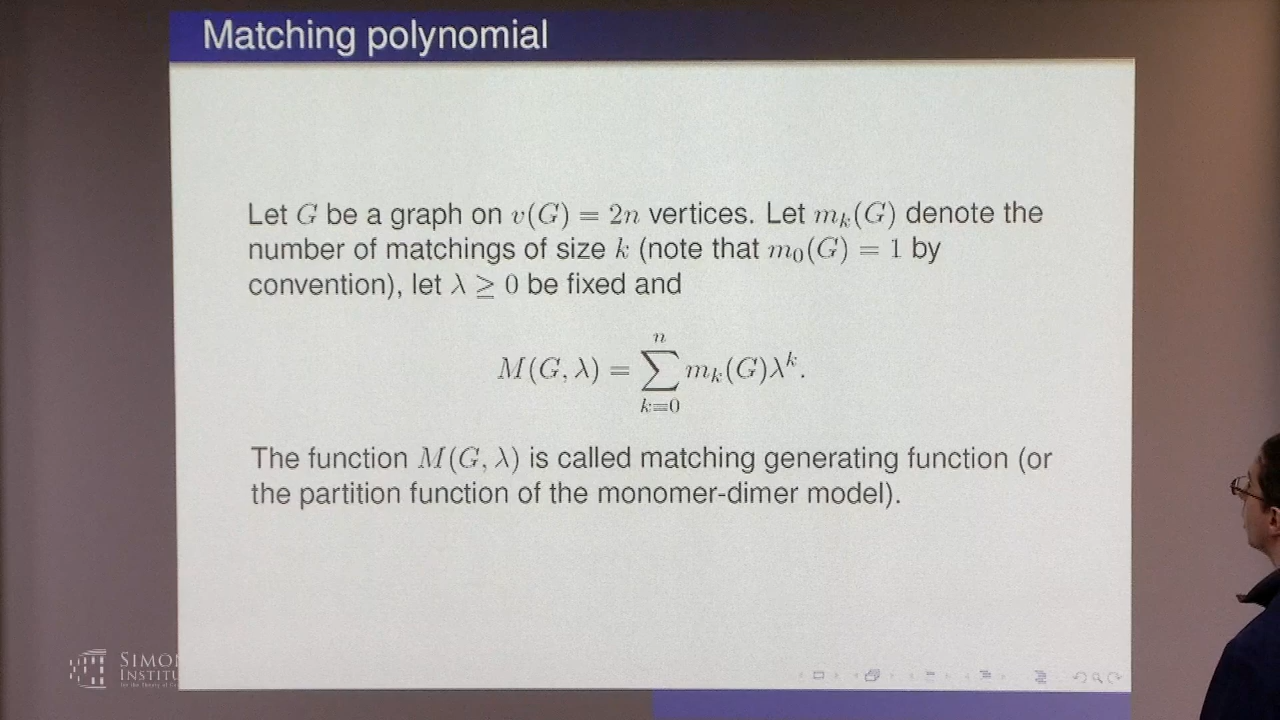 Matching polynomial
Let G be a graph on v(G) = 2n vertices. Let m_k(G) denote the
number of matchings of size k (note that m_0(G) = 1 by
convention), let λ ≥ 0 be fixed and
M(G, λ) = ∑_{k=0}^{n} m_k(G)λ^k.
The function M(G, λ) is called matching generating function (or
the partition function of the monomer-dimer model).
SIMO
INSTITU